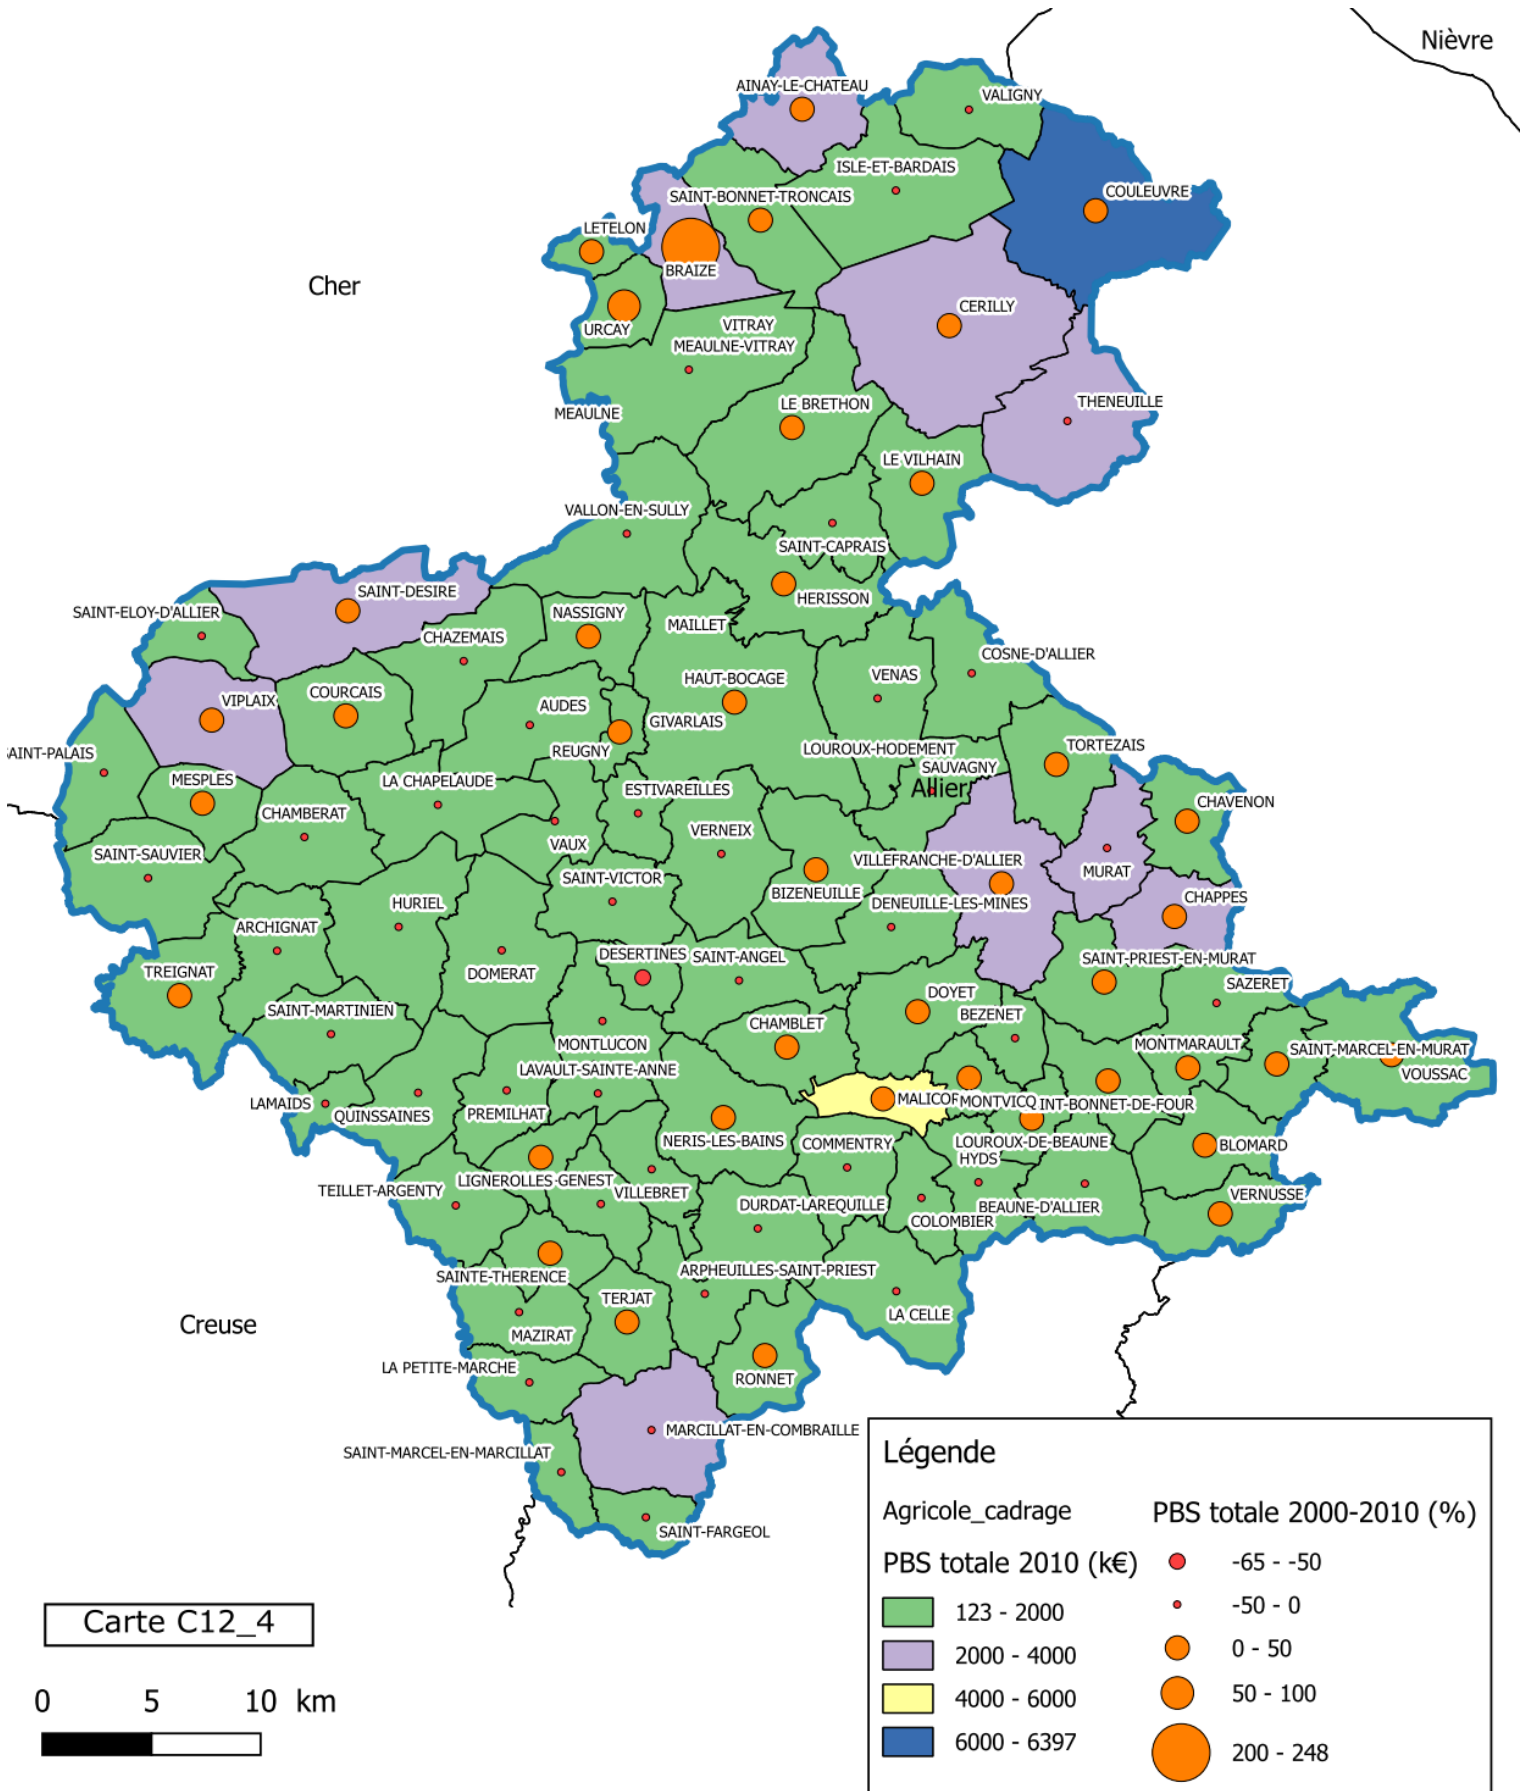 Nièvre
AINAY-LE-CHATEAU
VALIGNY
ISLE-ET-BARDAIS
COULEUVRE
SAINT-BONNET-TRONCAIS
LETELON
BRAIZE
Cher
CERILLY
URCAY
VITRAY
MEAULNE-VITRAY
THENEUILLE
LE BRETHON
MEAULNE
LE VILHAIN
VALLON-EN-SULLY
SAINT-CAPRAIS
SAINT-DESIRE
HERISSON
SAINT-ELOY-D'ALLIER
NASSIGNY
MAILLET
CHAZEMAIS
COSNE-D'ALLIER
VENAS
HAUT-BOCAGE
COURCAIS
VIPLAIX
AUDES
GIVARLAIS
REUGNY
LOUROUX-HODEMENT
TORTEZAIS
AINT-PALAIS
SAUVAGNY
MESPLES
LA CHAPELAUDE
ESTIVAREILLES
Allier
CHAVENON
CHAMBERAT
VERNEIX
VAUX
SAINT-SAUVIER
VILLEFRANCHE-D'ALLIER
MURAT
SAINT-VICTOR
BIZENEUILLE
CHAPPES
HURIEL
DENEUILLE-LES-MINES
ARCHIGNAT
DESERTINES
SAINT-ANGEL
SAINT-PRIEST-EN-MURAT
TREIGNAT
DOMERAT
SAZERET
DOYET
SAINT-MARTINIEN
BEZENET
CHAMBLET
MONTLUCON
MONTMARAULT
SAINT-MARCEL-EN-MURAT
LAVAULT-SAINTE-ANNE
VOUSSAC
LAMAIDS
QUINSSAINES
PREMILHAT
MALICOR
MONTVICQ
INT-BONNET-DE-FOUR
NERIS-LES-BAINS
COMMENTRY
LOUROUX-DE-BEAUNE
BLOMARD
HYDS
TEILLET-ARGENTY
LIGNEROLLES
GENEST
VILLEBRET
DURDAT-LAREQUILLE
COLOMBIER
BEAUNE-D'ALLIER
VERNUSSE
SAINTE-THERENCE
ARPHEUILLES-SAINT-PRIEST
TERJAT
LA CELLE
Creuse
MAZIRAT
LA PETITE-MARCHE
RONNET
MARCILLAT-EN-COMBRAILLE
SAINT-MARCEL-EN-MARCILLAT
SAINT-FARGEOL
Légende
Agricole_cadrage
PBS totale 2010 (k€)
123 - 2000
2000 - 4000
4000 - 6000
6000 - 6397
PBS totale 2000-2010 (%)
-65 - -50
-50 - 0
0 - 50
50 - 100
200 - 248
Carte C12_4
0 5 10 km